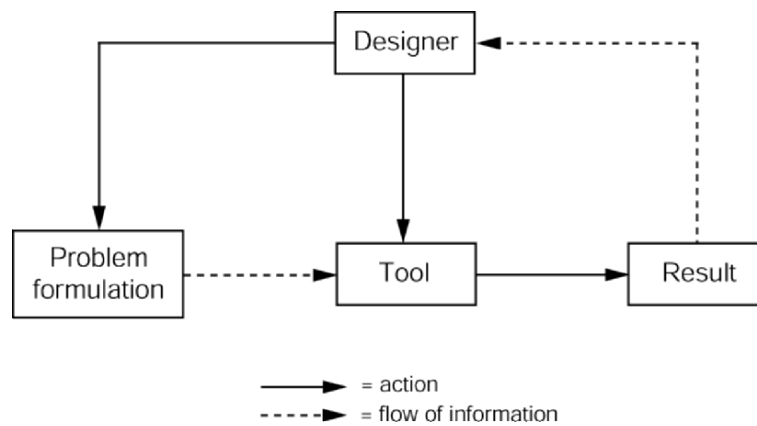 Designer
Problem
formulation
Tool
Result
= action
= flow of information